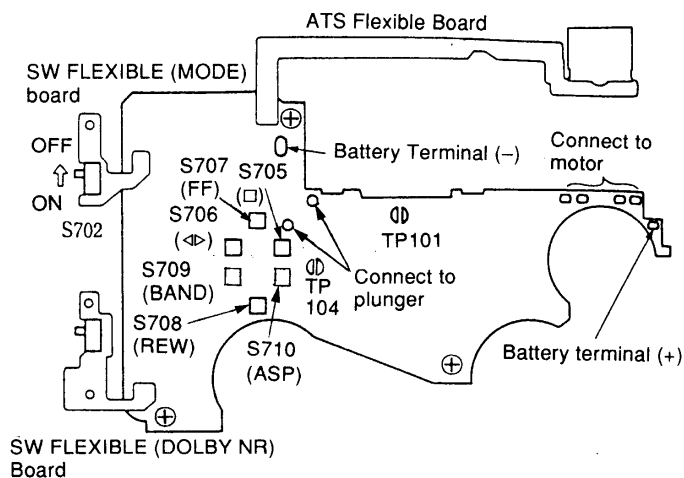 ATS Flexible Board
SW FLEXIBLE (MODE)
board
OFF
ON
S702
S707
(FF)
S705
(□)
S706
(◁▷)
S709
(BAND)
S708
(REW)
S710
(ASP)
Battery Terminal (−)
Connect to
motor
TP101
TP
104
Connect to
plunger
Battery terminal (+)
SW FLEXIBLE (DOLBY NR)
Board